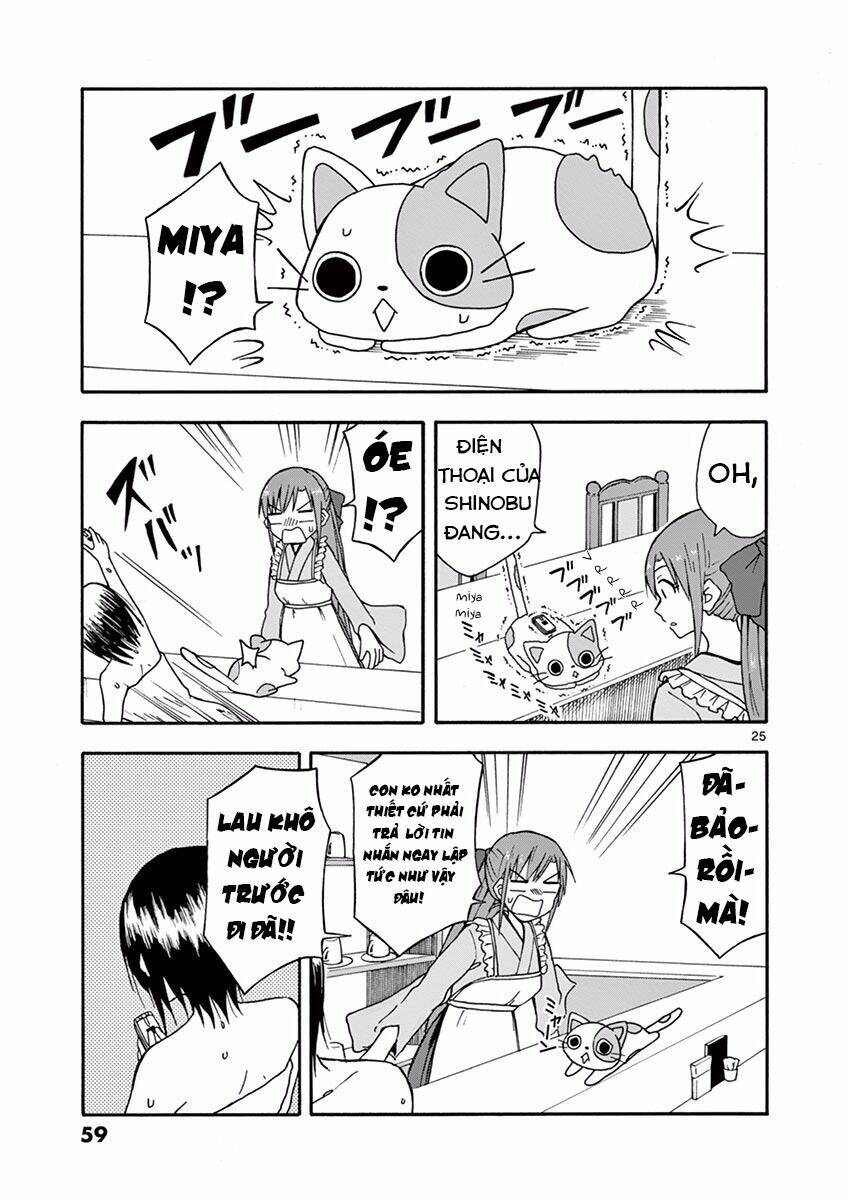 ブー ブー ブー
MIYA
!?
OH,
ĐIỆN
THOẠI CỦA
SHINOBU
ĐANG...
V
R
R
R
miya
miya
ÓE
!?
ズバッ
25
ĐÃ-
BẢO-
RỒI-
MÀ!
CON KO NHẤT
THIẾT CỨ PHẢI
TRẢ LỜI TIN
NHẮN NGAY LẬP
TỨC NHƯ VẬY
ĐÂU!
LAU KHÔ
NGƯỜI
TRƯỚC
ĐI ĐÃ!!
59